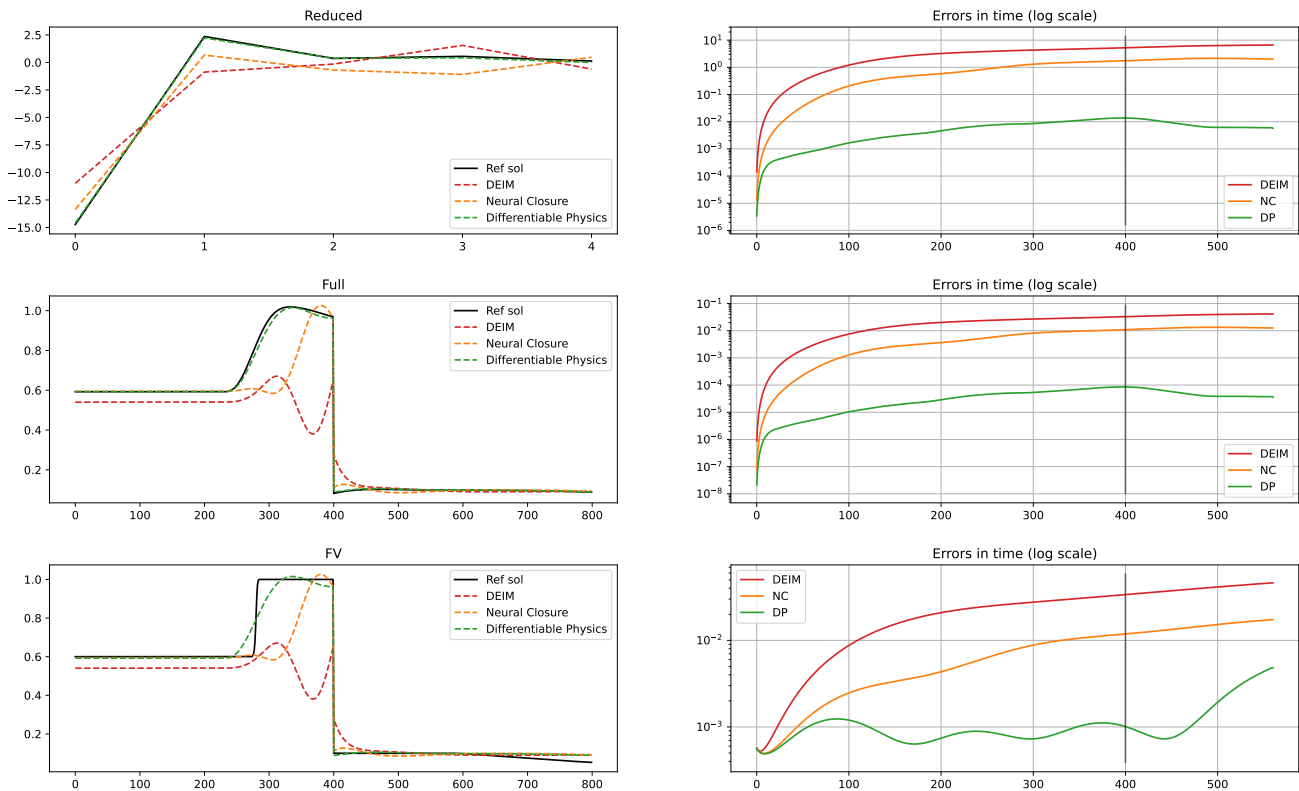 Reduced
2.5
0.0
−2.5
−5.0
−7.5
−10.0
−12.5
−15.0
0 1 2 3 4
Ref sol
DEIM
Neural Closure
Differentiable Physics
Errors in time (log scale)
10^1
10^0
10^−1
10^−2
10^−3
10^−4
10^−5
10^−6
0 100 200 300 400 500
DEIM
NC
DP
Full
1.0
0.8
0.6
0.4
0.2
0 100 200 300 400 500 600 700 800
Ref sol
DEIM
Neural Closure
Differentiable Physics
Errors in time (log scale)
10^−1
10^−2
10^−3
10^−4
10^−5
10^−6
10^−7
10^−8
0 100 200 300 400 500
DEIM
NC
DP
FV
1.0
0.8
0.6
0.4
0.2
0 100 200 300 400 500 600 700 800
Ref sol
DEIM
Neural Closure
Differentiable Physics
Errors in time (log scale)
10^−2
10^−3
0 100 200 300 400 500
DEIM
NC
DP